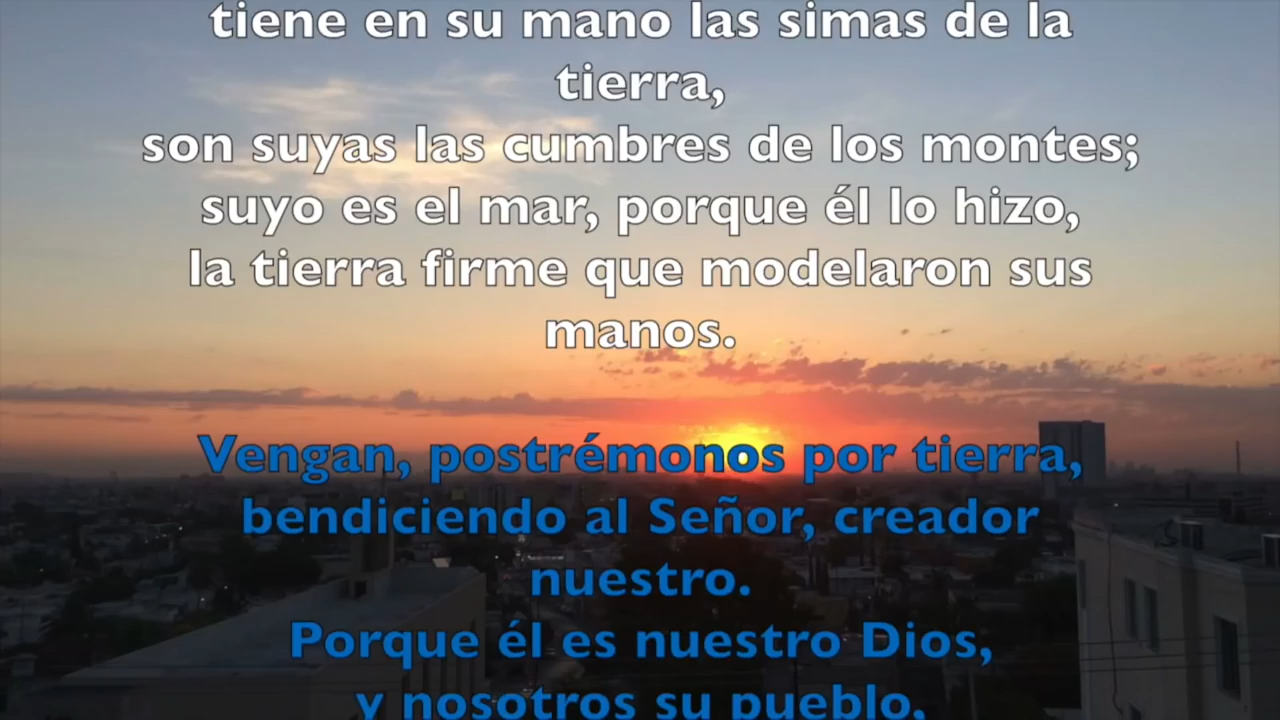 tiene en su mano las simas de la
tierra,
son suyas las cumbres de los montes;
suyo es el mar, porque él lo hizo,
la tierra firme que modelaron sus
manos.
Vengan, postrémonos por tierra,
bendiciendo al Señor, creador
nuestro.
Porque él es nuestro Dios,
y nosotros su pueblo,